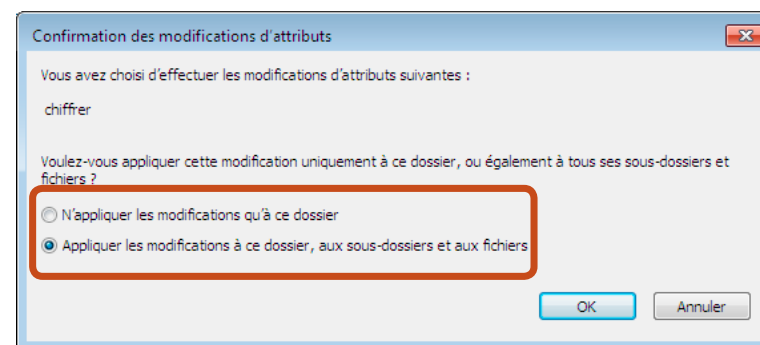 Confirmation des modifications d'attributs
Vous avez choisi d'effectuer les modifications d'attributs suivantes :
chiffrer
Voulez-vous appliquer cette modification uniquement à ce dossier, ou également à tous ses sous-dossiers et
fichiers ?
N'appliquer les modifications qu'à ce dossier
Appliquer les modifications à ce dossier, aux sous-dossiers et aux fichiers
OK
Annuler